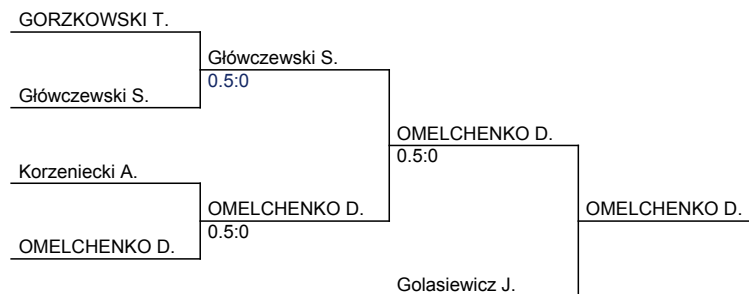 GORZKOWSKI T.
Główczewski S.
0.5:0
Główczewski S.
OMELCHENKO D.
0.5:0
Korzeniecki A.
OMELCHENKO D.
0.5:0
OMELCHENKO D.
OMELCHENKO D.
Golasiewicz J.